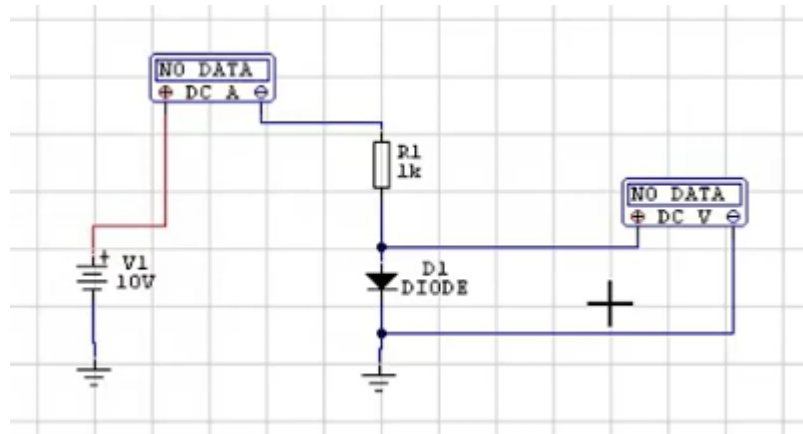 NO DATA
DC A
R1
1k
NO DATA
DC V
V1
10V
D1
DIODE